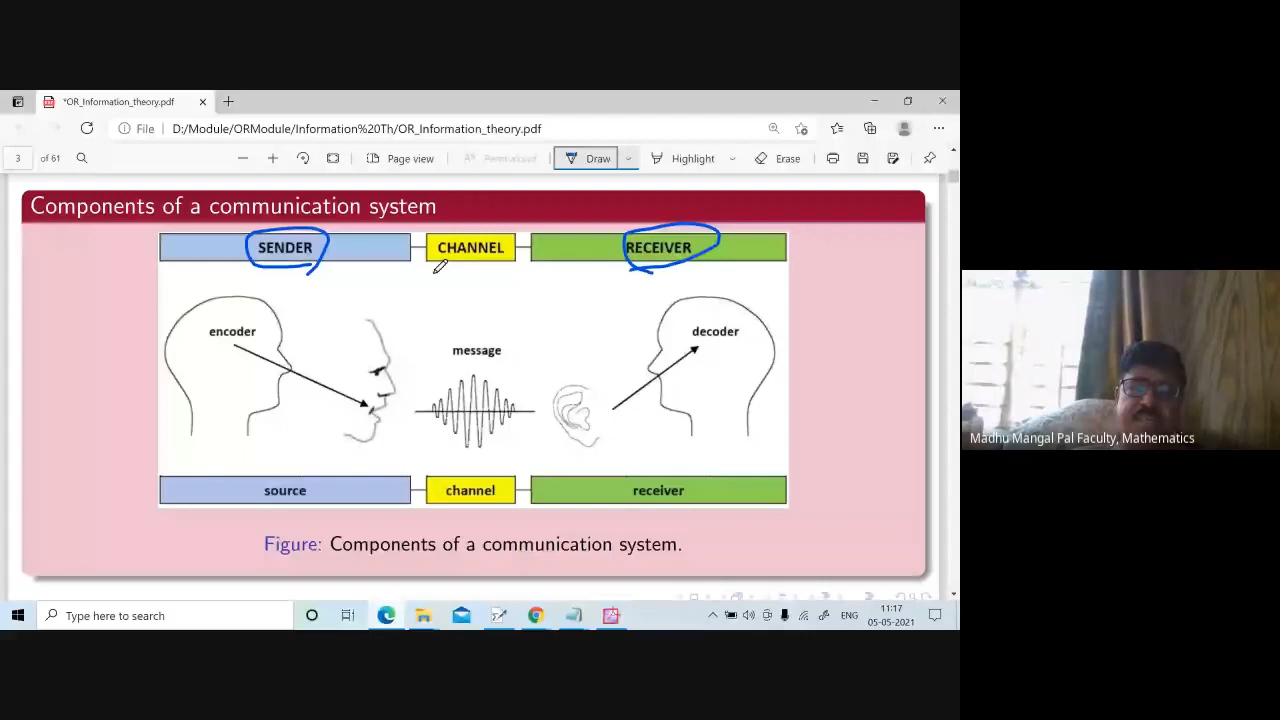 *OR_Information_theory.pdf
File D:/Madule/ORModule/Information%20Th/OR_Information_theory.pdf
3 of 61 Page view Draw Highlight Erase
Components of a communication system
SENDER CHANNEL RECEIVER
encoder decoder
message
source channel receiver
Figure: Components of a communication system.
Madhu Mangal Pal Faculty, Mathematics
Type here to search ENG 11:17
05-05-2021